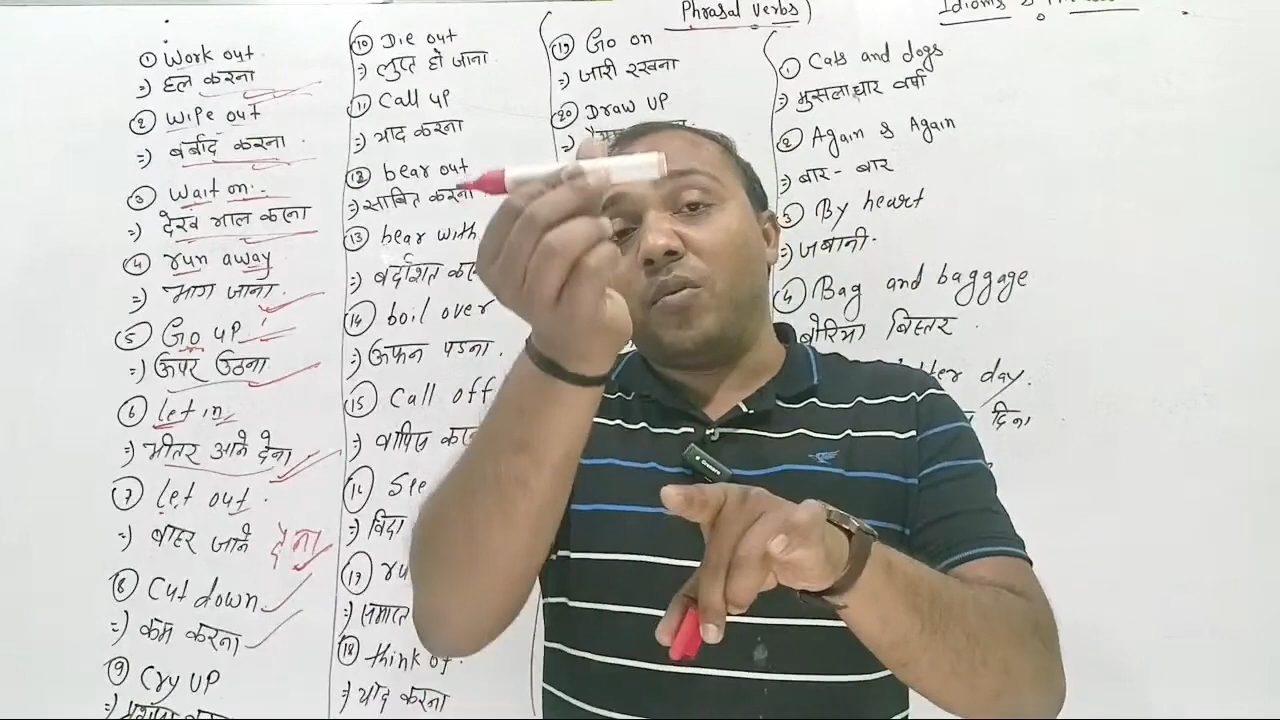 Phrasal verbs)
① Work out
=) हल करना
② Wipe out
=) बर्बाद करना
③ Wait on
=) देख भाल करना
④ run away
=) भाग जाना
⑤ Go up
=) ऊपर उठना
⑥ Let in
=) भीतर आने देना
⑦ Let out
=) बाहर जाने देना
⑧ Cut down
=) कम करना
⑨ Cry up
⑩ Die out
=) लुप्त हो जाना
⑪ Call up
=) याद करना
⑫ bear out
=) साबित करना
⑬ bear with
=) बर्दाशत
⑭ boil over
=) ऊफन पड़ना
⑮ Call off
=) वापिस
⑯ See
=) विदा
⑰
=) समाप्त
⑱ think of
=) याद करना
⑲ Go on
=) जारी रखना
⑳ Draw up
Idioms &
① Cats and dogs
=) मुसलाधार वर्षा
② Again & Again
=) बार-बार
③ By heart
=) जबानी
④ Bag and baggage
बोरिया बिस्तर
day
दिन